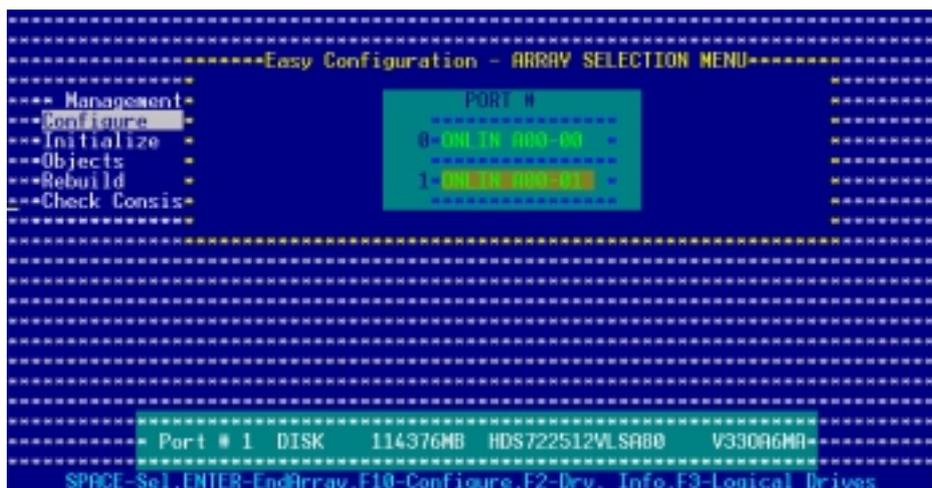 Easy Configuration - ARRAY SELECTION MENU
Management
Configure
Initialize
Objects
Rebuild
Check Consis
PORT #
0 ONLIN A00-00
1 ONLIN A00-01
Port # 1 DISK 114376MB HDS722512VLSA80 V33OA6MA
SPACE-Sel,ENTER-EndArray,F10-Configure,F2-Drv. Info,F3-Logical Drives